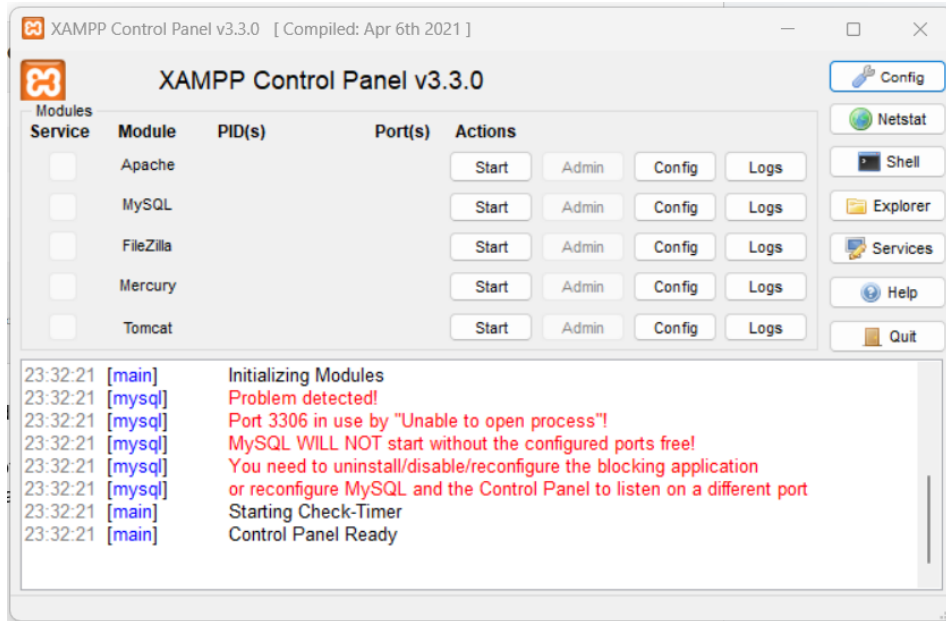 XAMPP Control Panel v3.3.0 [ Compiled: Apr 6th 2021 ]
XAMPP Control Panel v3.3.0
Config
Modules
Service Module PID(s) Port(s) Actions
Netstat
Apache Start Admin Config Logs
Shell
MySQL Start Admin Config Logs
Explorer
FileZilla Start Admin Config Logs
Services
Mercury Start Admin Config Logs
Help
Tomcat Start Admin Config Logs
Quit
23:32:21 [main] Initializing Modules
23:32:21 [mysql] Problem detected!
23:32:21 [mysql] Port 3306 in use by "Unable to open process"!
23:32:21 [mysql] MySQL WILL NOT start without the configured ports free!
23:32:21 [mysql] You need to uninstall/disable/reconfigure the blocking application
23:32:21 [mysql] or reconfigure MySQL and the Control Panel to listen on a different port
23:32:21 [main] Starting Check-Timer
23:32:21 [main] Control Panel Ready